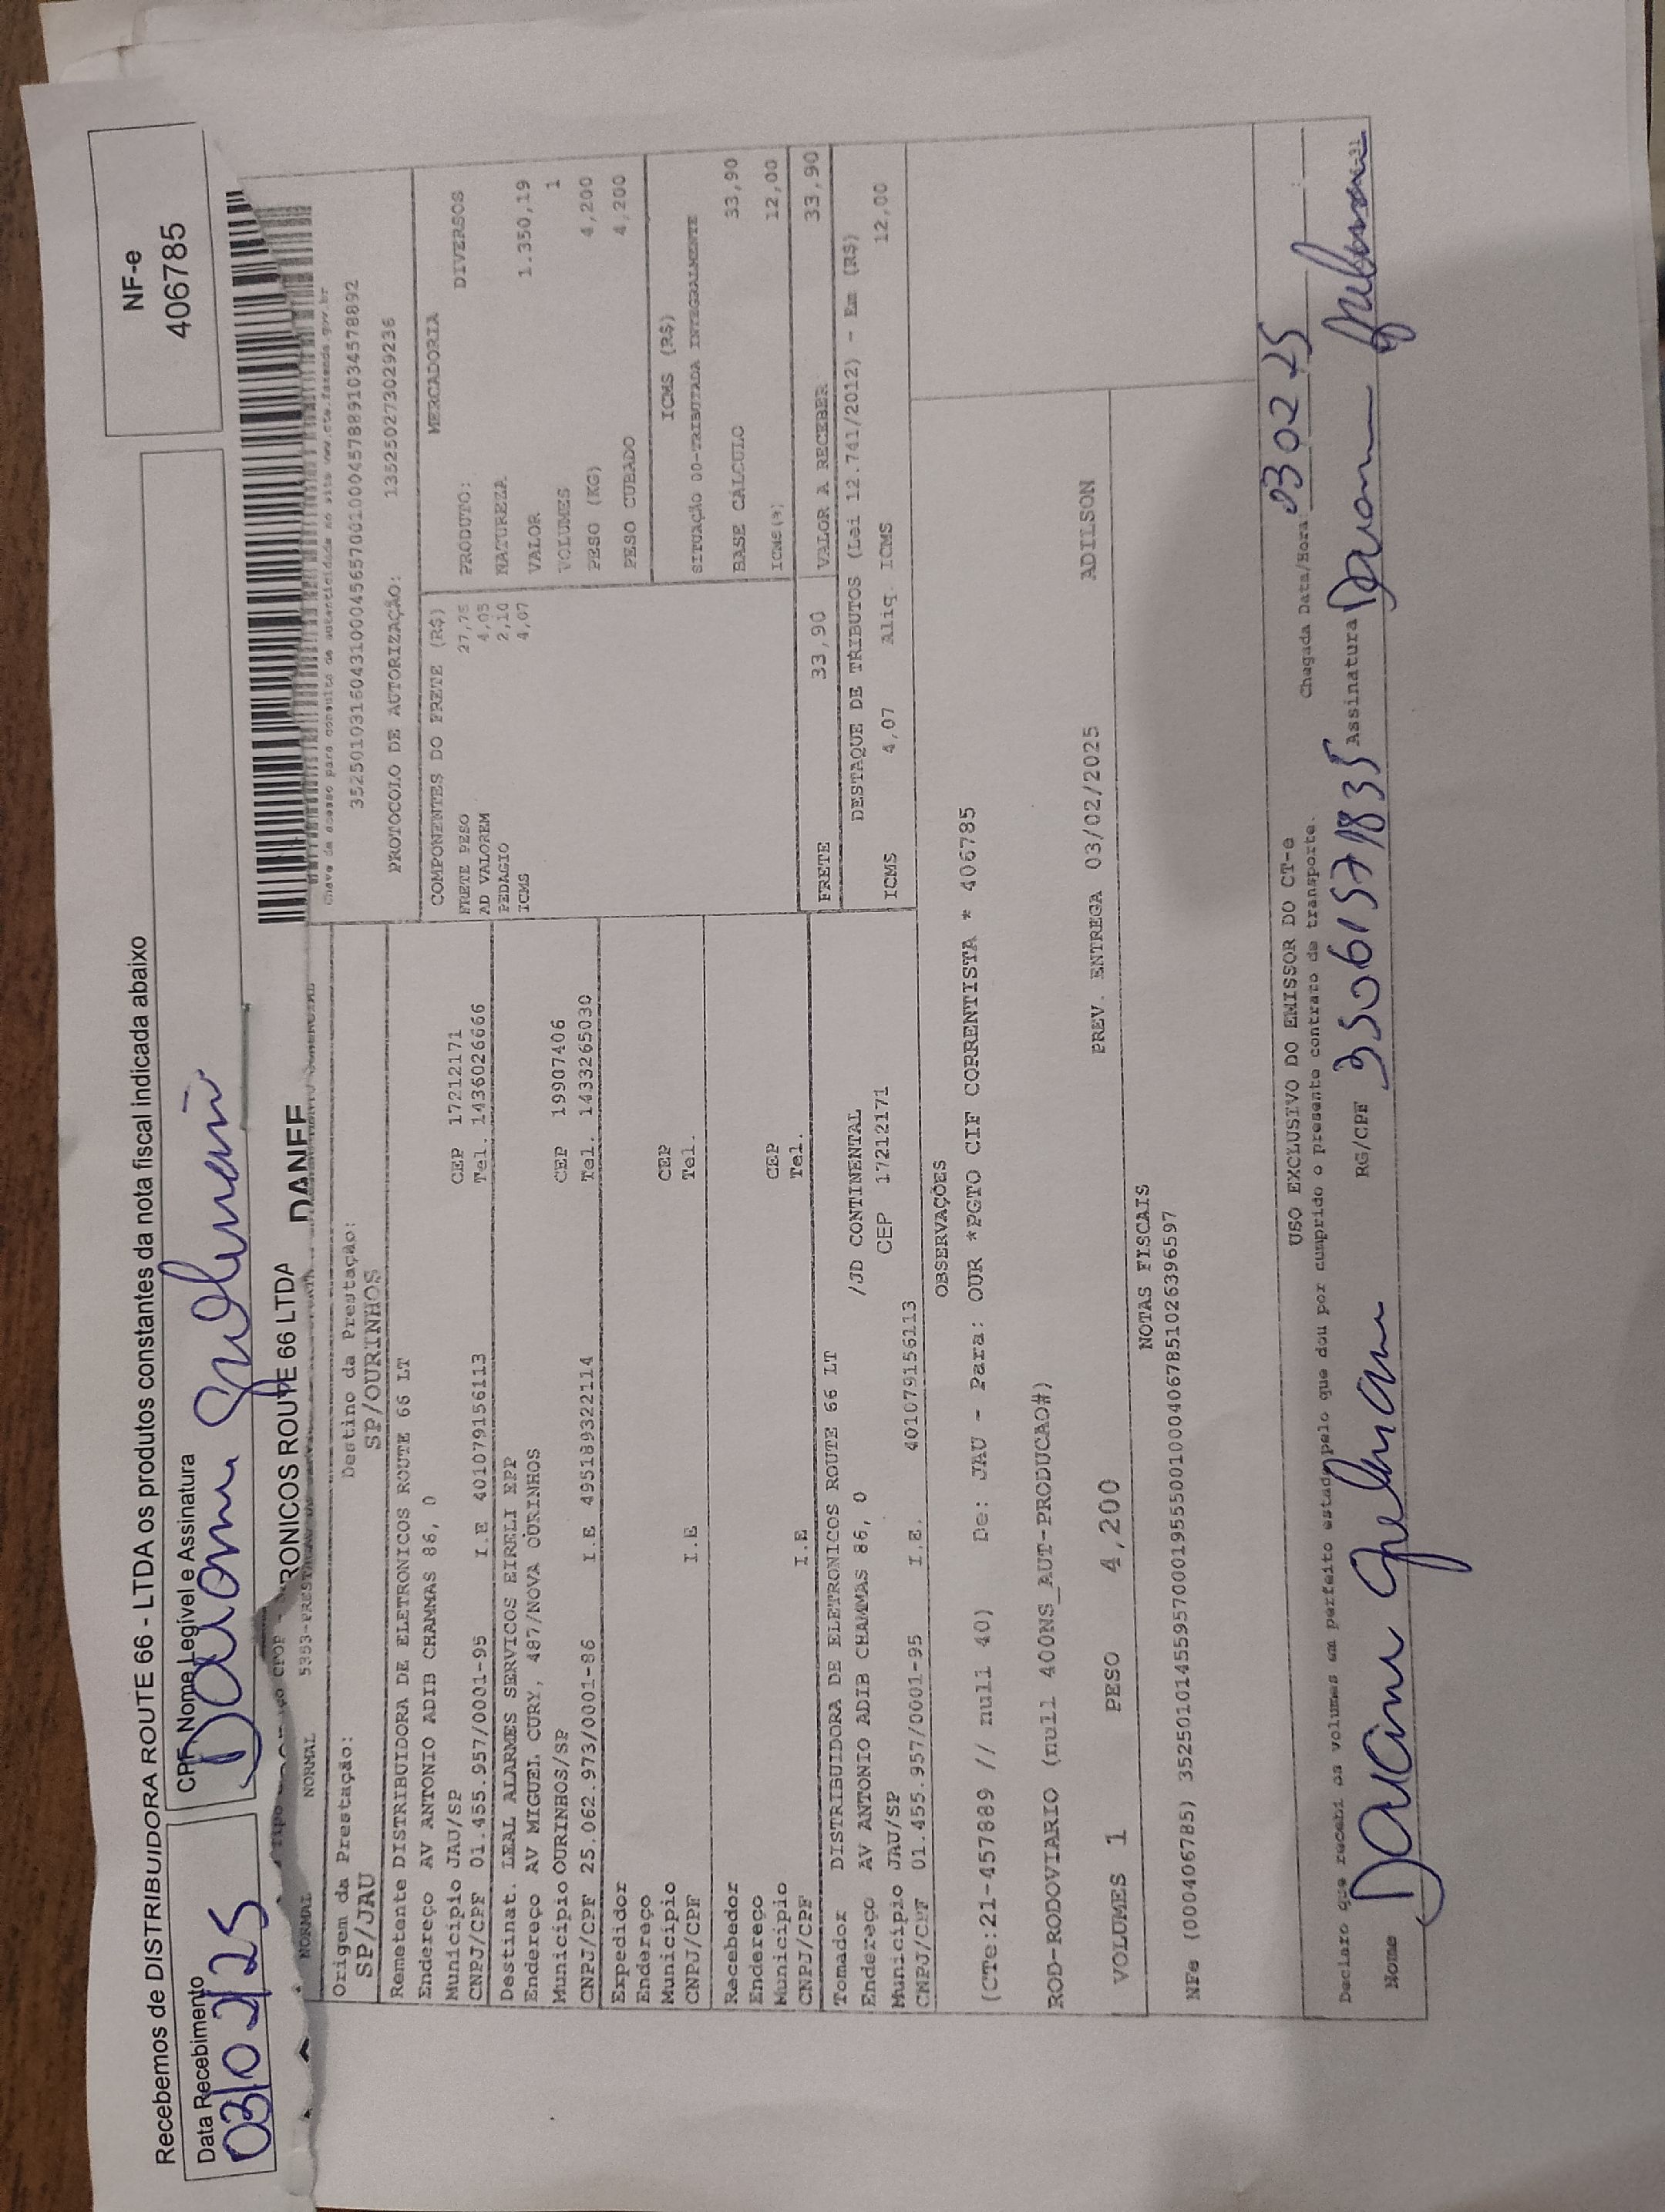 Recebemos de DISTRIBUIDORA ROUTE 66 - LTDA os produtos constantes da nota fiscal indicada abaixo
NF-e
406785
Data Recebimento
03/02/25
CPF, Nome Legível e Assinatura
RONICOS ROUTE 66 LTDA
DANFE
NORMAL NORMAL
Chave de acesso para consulta de autenticidade no site www.cte.fazenda.gov.br
PROTOCOLO DE AUTORIZAÇÃO: 135250273029236
Origem da Prestação:
SP/JAU
Destino da Prestação:
SP/OURINHOS
Remetente DISTRIBUIDORA DE ELETRONICOS ROUTE 66 LT
Endereço AV ANTONIO ADIB CHAMMAS 86, 0
Município JAU/SP CEP 17212171
CNPJ/CPF 01.455.957/0001-95 I.E 401079156113 Tel. 1436026666
Destinat. LEAL ALARMES SERVICOS EIRELI EPP
Endereço AV MIGUEL CURY, 487/NOVA OURINHOS
Município OURINHOS/SP CEP 19907406
CNPJ/CPF 25.062.973/0001-86 I.E 495189322114 Tel. 1433265030
Expedidor
Endereço
Município CEP
CNPJ/CPF I.E Tel.
Recebedor
Endereço
Município CEP
CNPJ/CPF I.E Tel.
Tomador DISTRIBUIDORA DE ELETRONICOS ROUTE 66 LT
Endereço AV ANTONIO ADIB CHAMMAS 86, 0 /JD CONTINENTAL
Município JAU/SP CEP 17212171
CNPJ/CPF 01.455.957/0001-95 I.E. 401079156113
COMPONENTES DO FRETE (R$)
FRETE PESO 27,75
AD VALOREM 4,05
PEDAGIO 2,10
ICMS 4,07
MERCADORIA
PRODUTO: DIVERSOS
NATUREZA
VALOR 1.350,19
VOLUMES 1
PESO (KG) 4,200
PESO CUBADO 4,200
ICMS (R$)
SITUAÇÃO 00-TRIBUTADA INTEGRALMENTE
BASE CÁLCULO 33,90
ICMS(%) 12,00
FRETE 33,90 VALOR A RECEBER 33,90
DESTAQUE DE TRIBUTOS (Lei 12.741/2012) - Em (R$)
ICMS 4,07 Aliq. ICMS 12,00
OBSERVAÇÕES
(CTe:21-457889 // null 40) De: JAU - Para: OUR *PGTO CIF CORRENTISTA * 406785
ROD-RODOVIARIO (null 400NS_AUT-PRODUCAO#)
PREV. ENTREGA 03/02/2025 ADILSON
VOLUMES 1 PESO 4,200
NOTAS FISCAIS
NFe (000406785) 35250101455957000195550010004067851026396597
USO EXCLUSIVO DO EMISSOR DO CT-e
Declaro que recebi os volumes em perfeito estado pelo que dou por cumprido o presente contrato de transporte.
Chegada Data/Hora: 03 02 25
Nome
RG/CPF
Assinatura